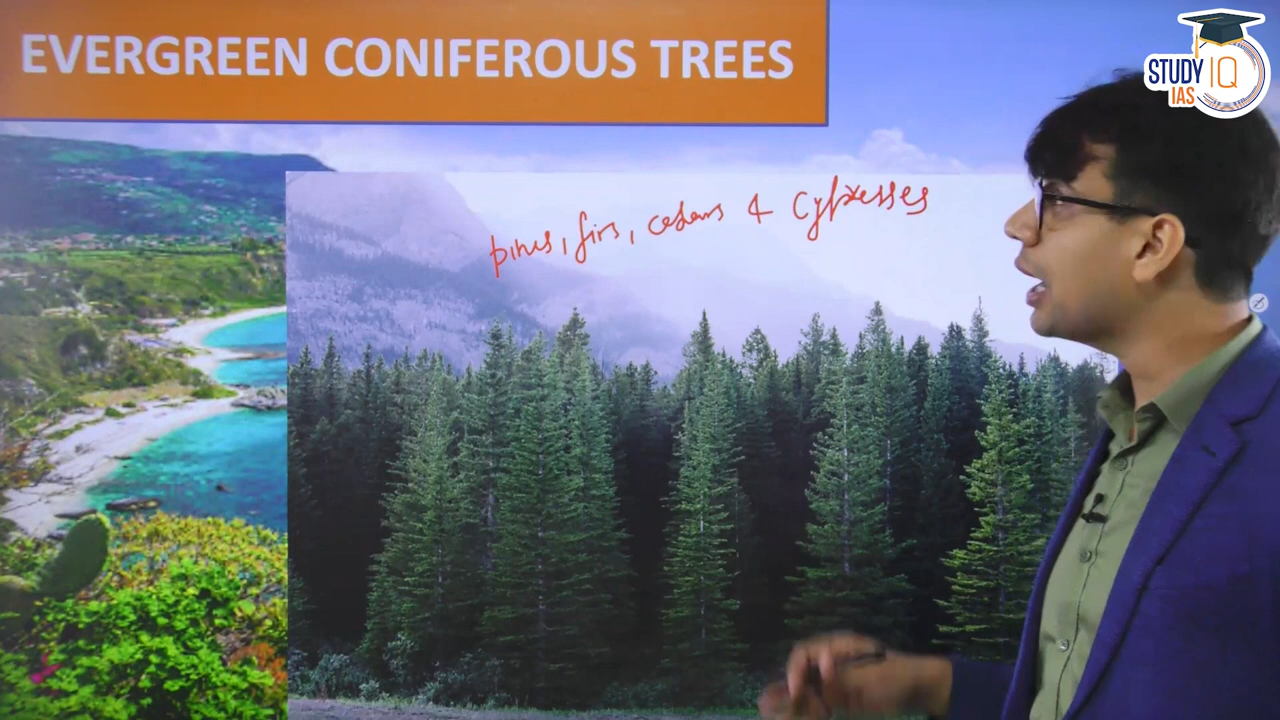 EVERGREEN CONIFEROUS TREES
STUDY IQ
IAS
pines, firs, cedars & Cypresses